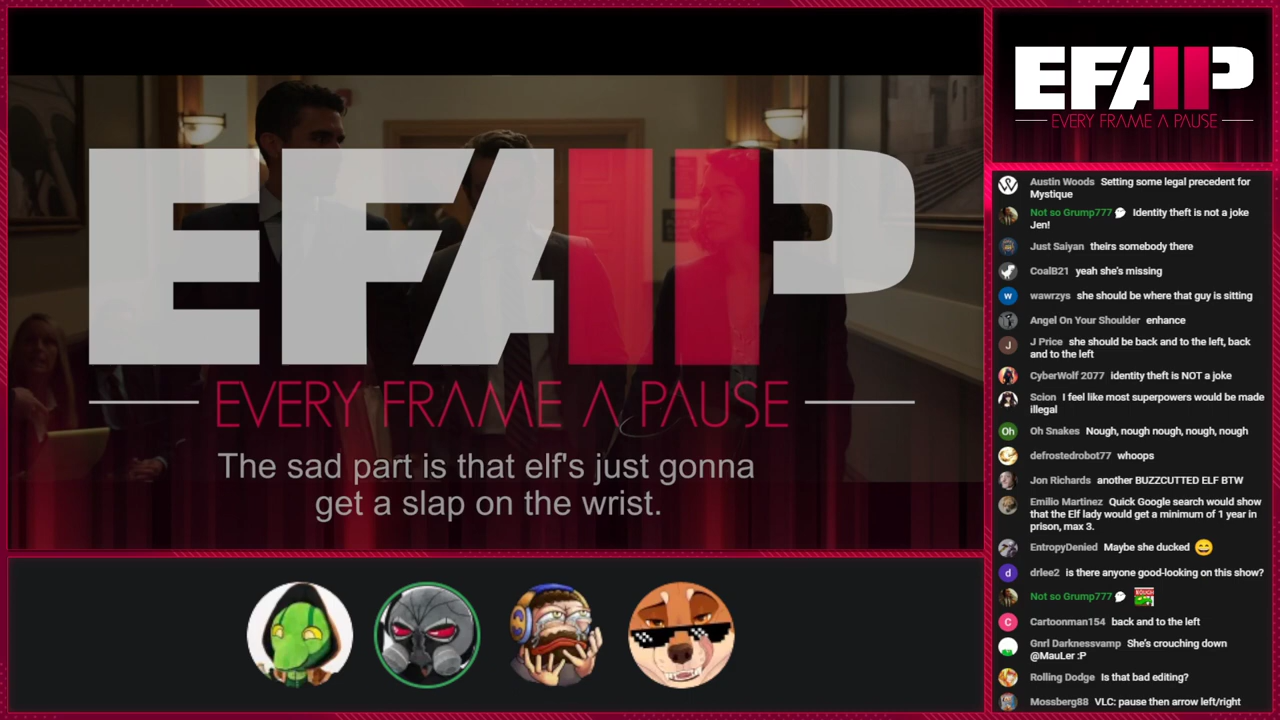 EFAP
EVERY FRAME A PAUSE
The sad part is that elf's just gonna
get a slap on the wrist.
EFAP
EVERY FRAME A PAUSE
Austin Woods Setting some legal precedent for
Mystique
Not so Grump777 Identity theft is not a joke
Jen!
Just Saiyan theirs somebody there
CoalB21 yeah she's missing
wawrzys she should be where that guy is sitting
Angel On Your Shoulder enhance
J Price she should be back and to the left, back
and to the left
CyberWolf 2077 identity theft is NOT a joke
Scion I feel like most superpowers would be made
illegal
Oh Snakes Nough, nough nough, nough, nough
defrostedrobot77 whoops
Jon Richards another BUZZCUTTED ELF BTW
Emilio Martinez Quick Google search would show
that the Elf lady would get a minimum of 1 year in
prison, max 3.
EntropyDenied Maybe she ducked
drlee2 is there anyone good-looking on this show?
Not so Grump777
Cartoonman154 back and to the left
Gnrl Darknessvamp She's crouching down
@MauLer :P
Rolling Dodge Is that bad editing?
Mossberg88 VLC: pause then arrow left/right